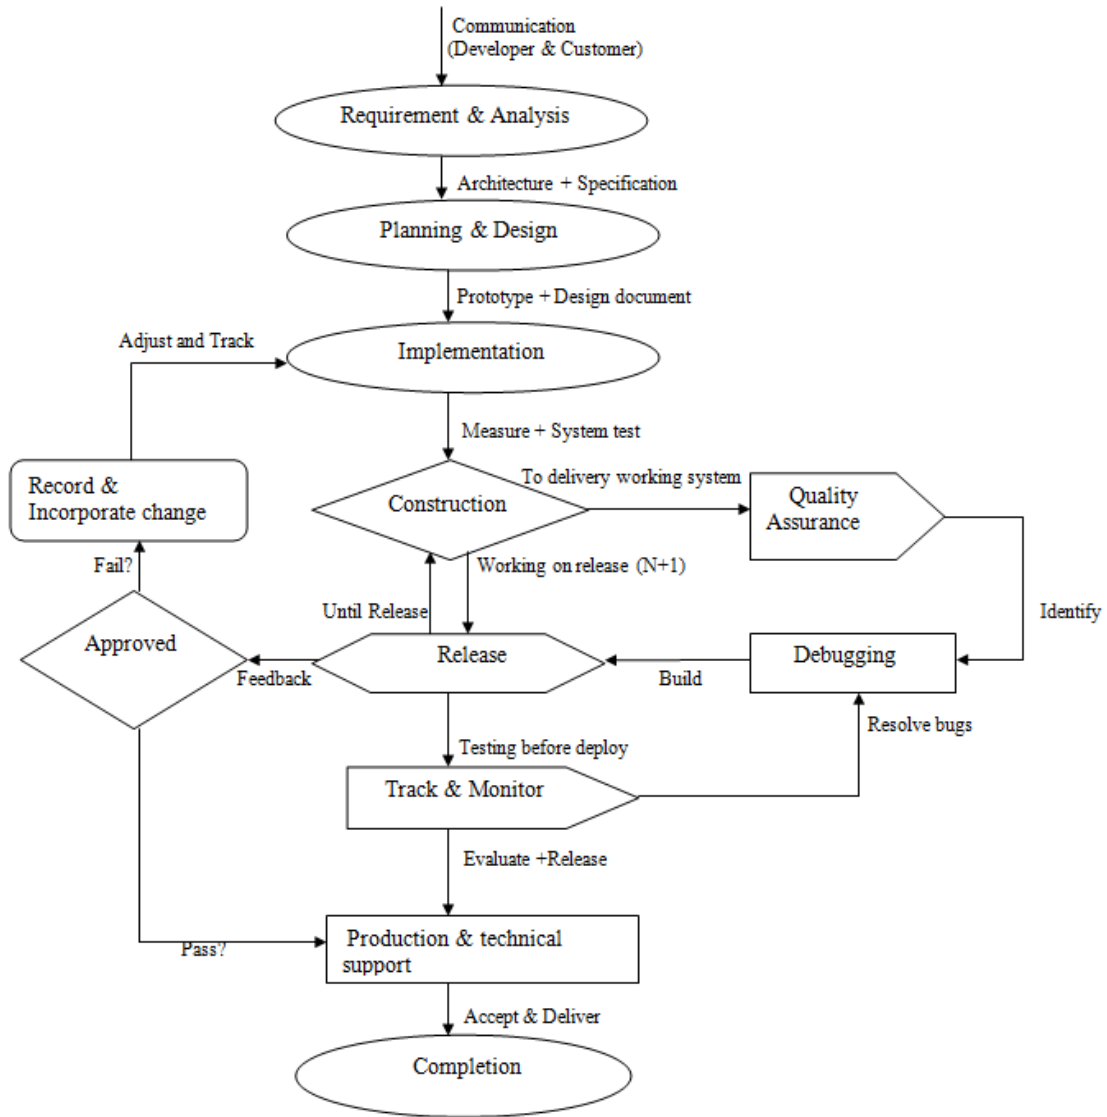 Communication
(Developer & Customer)
Requirement & Analysis
Architecture + Specification
Planning & Design
Prototype + Design document
Adjust and Track
Implementation
Measure + System test
To delivery working system
Record &
Incorporate change
Construction
Quality
Assurance
Fail?
Working on release (N+1)
Until Release
Identify
Approved
Release
Debugging
Feedback
Build
Resolve bugs
Testing before deploy
Track & Monitor
Evaluate +Release
Pass?
Production & technical
support
Accept & Deliver
Completion